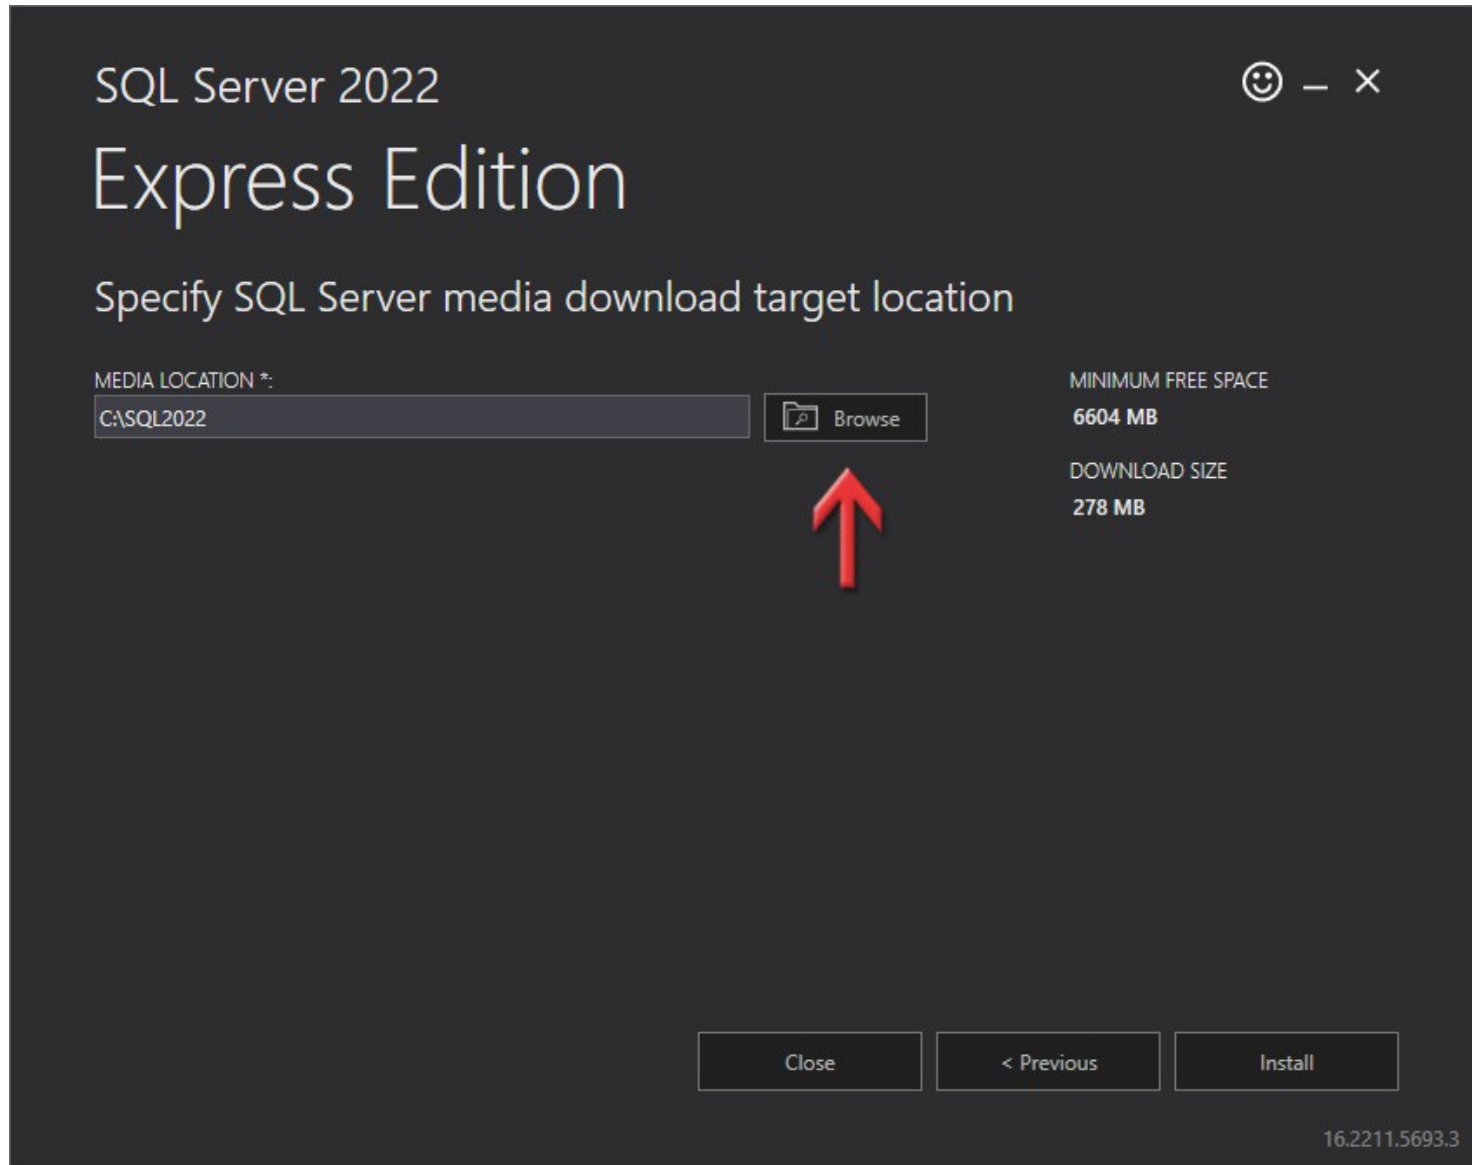 SQL Server 2022
Express Edition
Specify SQL Server media download target location
MEDIA LOCATION *:
C:\SQL2022
Browse
MINIMUM FREE SPACE
6604 MB
DOWNLOAD SIZE
278 MB
Close
< Previous
Install
16.2211.5693.3